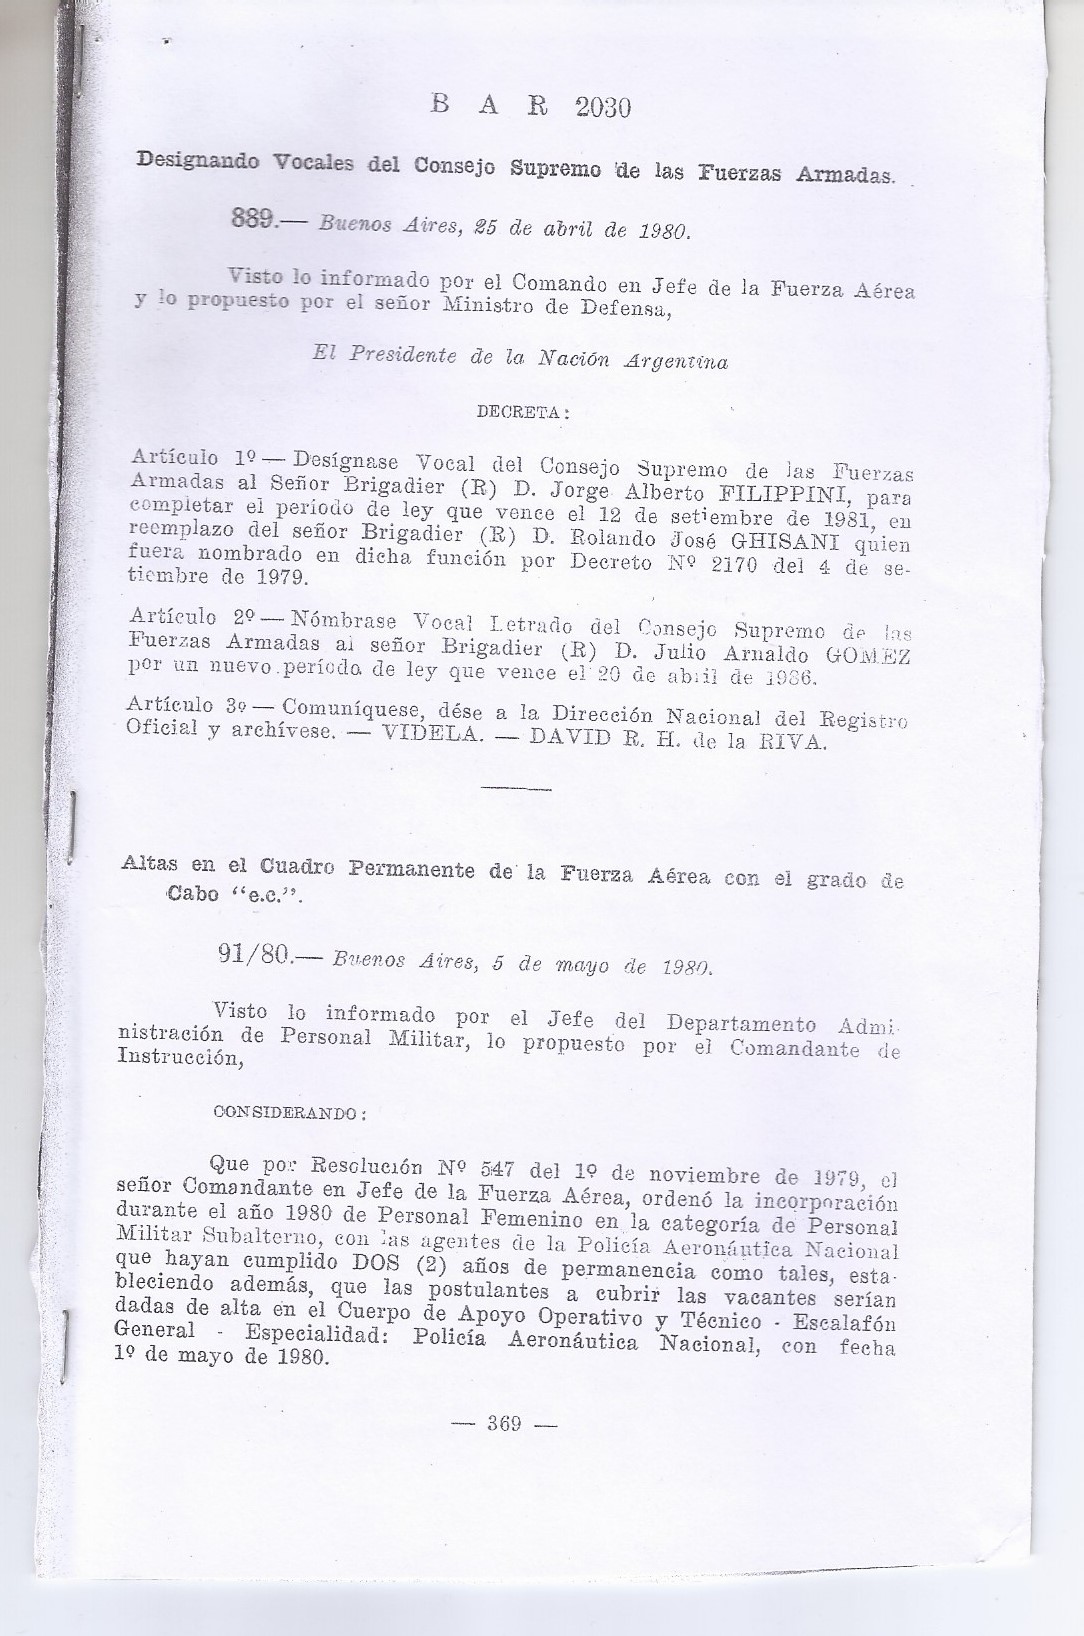 B A R 2030
Designando Vocales del Consejo Supremo de las Fuerzas Armadas.
889.— Buenos Aires, 25 de abril de 1980.
Visto lo informado por el Comando en Jefe de la Fuerza Aérea
y lo propuesto por el señor Ministro de Defensa,
El Presidente de la Nación Argentina
DECRETA:
Artículo 1º — Desígnase Vocal del Consejo Supremo de las Fuerzas
Armadas al Señor Brigadier (R) D. Jorge Alberto FILIPPINI, para
completar el período de ley que vence el 12 de setiembre de 1981, en
reemplazo del señor Brigadier (R) D. Rolando José GHISANI quien
fuera nombrado en dicha función por Decreto Nº 2170 del 4 de se-
tiembre de 1979.
Artículo 2º — Nómbrase Vocal Letrado del Consejo Supremo de las
Fuerzas Armadas al señor Brigadier (R) D. Julio Arnaldo GOMEZ
por un nuevo período de ley que vence el 20 de abril de 1986.
Artículo 3º — Comuníquese, dése a la Dirección Nacional del Registro
Oficial y archívese. — VIDELA. — DAVID R. H. de la RIVA.
Altas en el Cuadro Permanente de la Fuerza Aérea con el grado de
Cabo “e.c.”.
91/80.— Buenos Aires, 5 de mayo de 1980.
Visto lo informado por el Jefe del Departamento Admi-
nistración de Personal Militar, lo propuesto por el Comandante de
Instrucción,
CONSIDERANDO:
Que por Resolución Nº 547 del 1º de noviembre de 1979, el
señor Comandante en Jefe de la Fuerza Aérea, ordenó la incorporación
durante el año 1980 de Personal Femenino en la categoría de Personal
Militar Subalterno, con las agentes de la Policía Aeronáutica Nacional
que hayan cumplido DOS (2) años de permanencia como tales, esta-
bleciendo además, que las postulantes a cubrir las vacantes serían
dadas de alta en el Cuerpo de Apoyo Operativo y Técnico - Escalafón
General - Especialidad: Policía Aeronáutica Nacional, con fecha
1º de mayo de 1980.
— 369 —